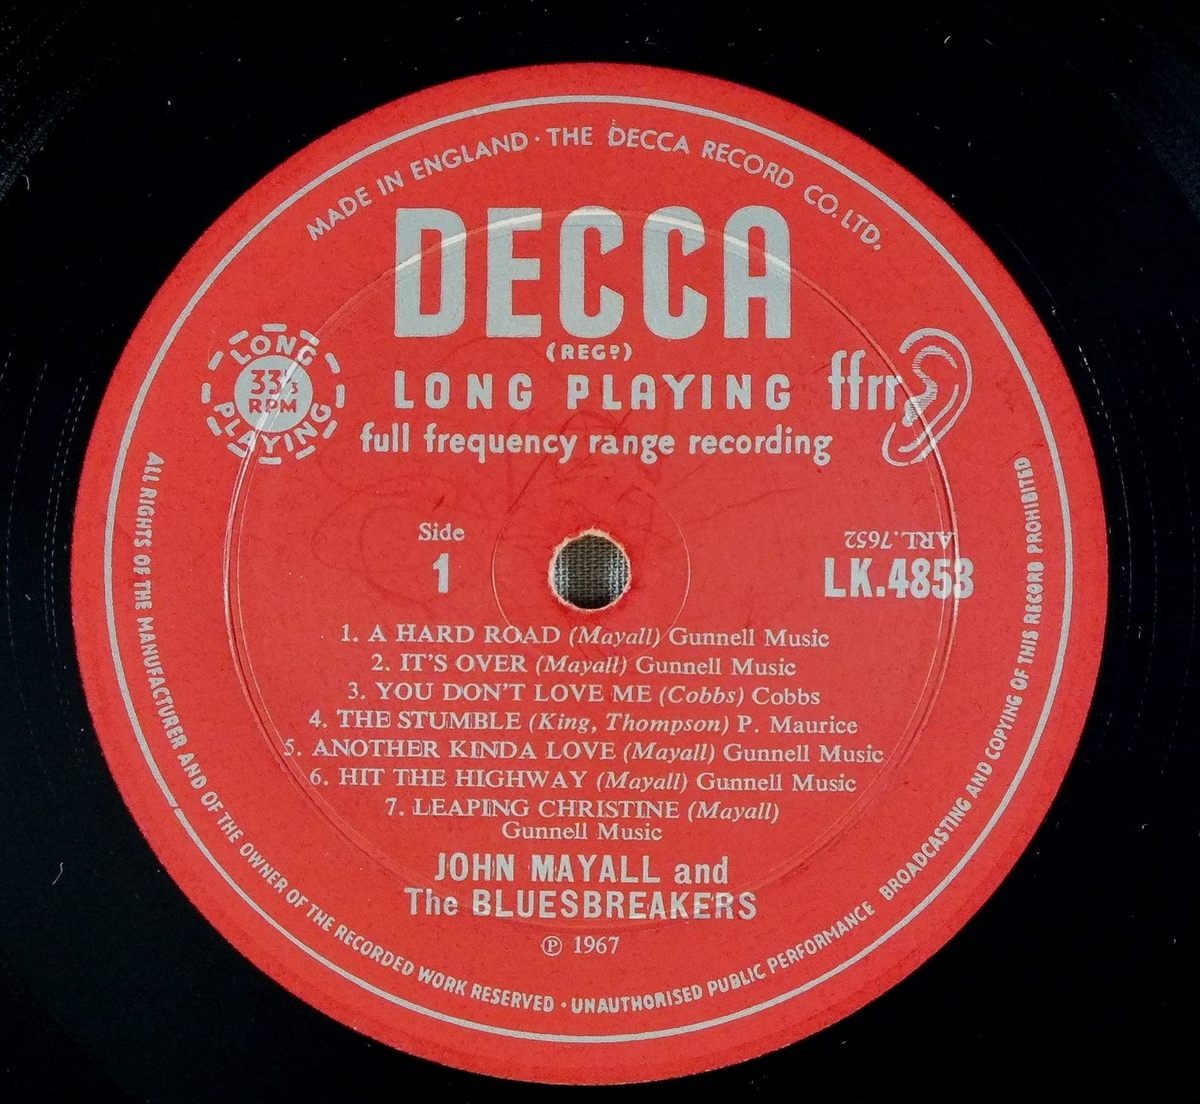 MADE IN ENGLAND · THE DECCA RECORD CO. LTD.
DECCA
(REGD)
LONG PLAYING
33⅓
RPM
LONG PLAYING
ffrr
full frequency range recording
Side
1
ARL.7652
LK.4853
1. A HARD ROAD (Mayall) Gunnell Music
2. IT'S OVER (Mayall) Gunnell Music
3. YOU DON'T LOVE ME (Cobbs) Cobbs
4. THE STUMBLE (King, Thompson) P. Maurice
5. ANOTHER KINDA LOVE (Mayall) Gunnell Music
6. HIT THE HIGHWAY (Mayall) Gunnell Music
7. LEAPING CHRISTINE (Mayall)
Gunnell Music
JOHN MAYALL and
The BLUESBREAKERS
℗ 1967
ALL RIGHTS OF THE MANUFACTURER AND OF THE OWNER OF THE RECORDED WORK RESERVED · UNAUTHORISED PUBLIC PERFORMANCE BROADCASTING AND COPYING OF THIS RECORD PROHIBITED